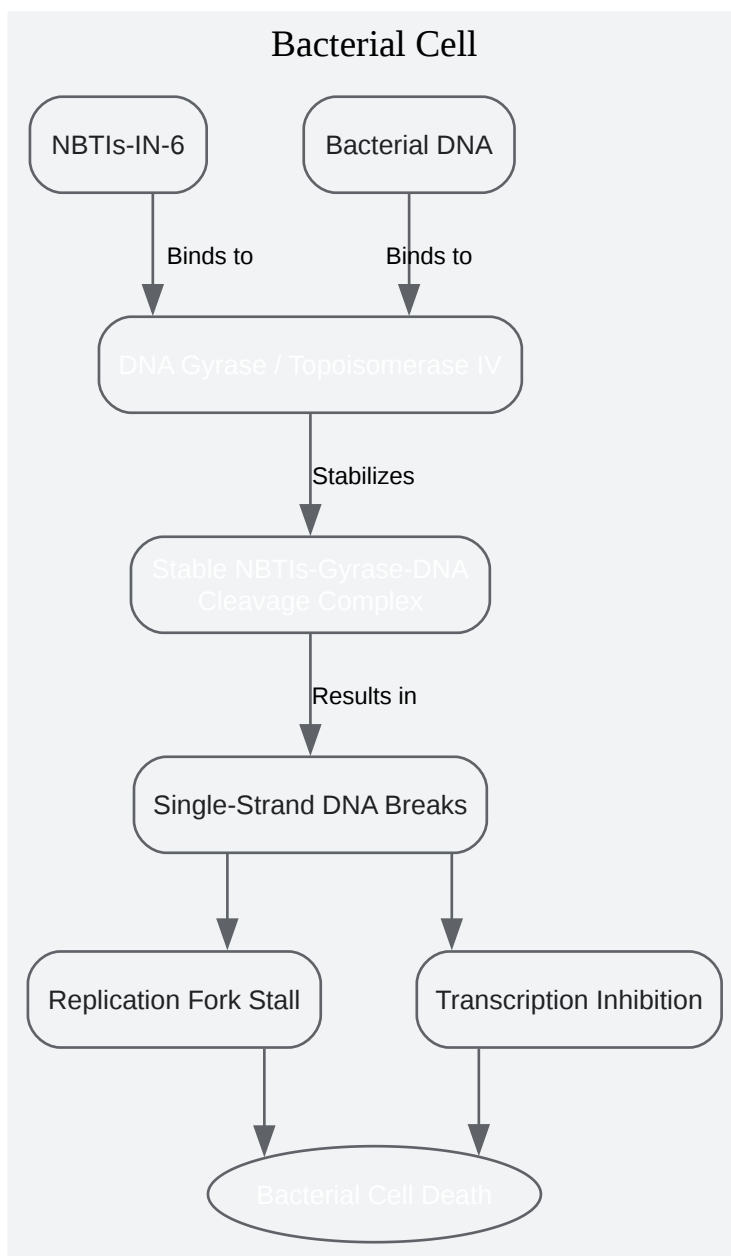 Bacterial Cell
NBTIs-IN-6
Bacterial DNA
Binds to
Binds to
DNA Gyrase / Topoisomerase IV
Stabilizes
Stable NBTIs-Gyrase-DNA
Cleavage Complex
Results in
Single-Strand DNA Breaks
Replication Fork Stall
Transcription Inhibition
Bacterial Cell Death